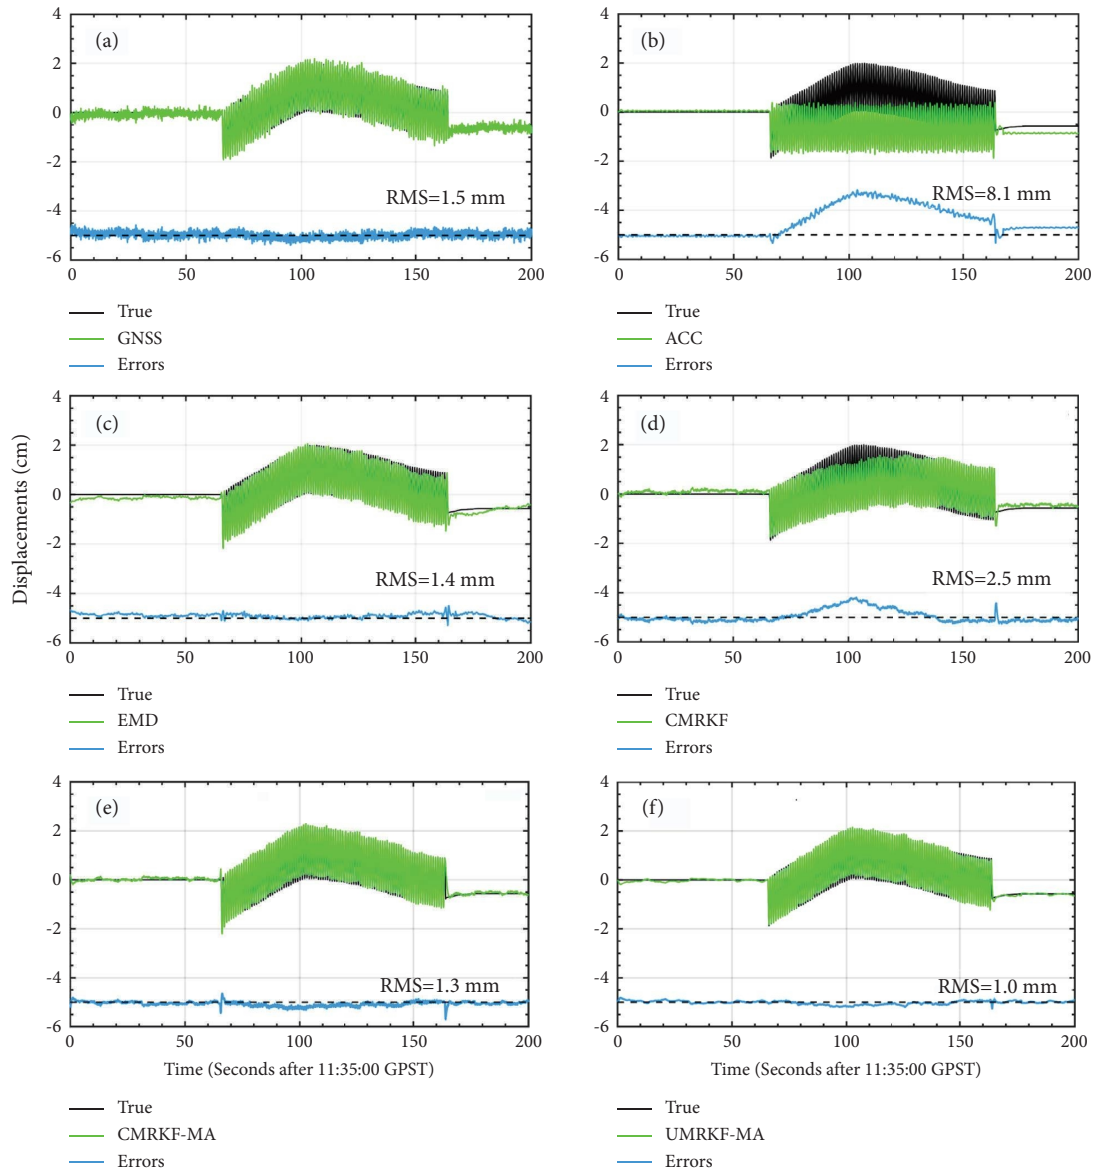 4
(a)
2
0
-2
RMS=1.5 mm
-4
-6
0 50 100 150 200
True
GNSS
Errors
4
(b)
2
0
-2
RMS=8.1 mm
-4
-6
0 50 100 150 200
True
ACC
Errors
Displacements (cm)
4
(c)
2
0
-2
RMS=1.4 mm
-4
-6
0 50 100 150 200
True
EMD
Errors
4
(d)
2
0
-2
RMS=2.5 mm
-4
-6
0 50 100 150 200
True
CMRKF
Errors
4
(e)
2
0
-2
RMS=1.3 mm
-4
-6
0 50 100 150 200
Time (Seconds after 11:35:00 GPST)
True
CMRKF-MA
Errors
4
(f)
2
0
-2
RMS=1.0 mm
-4
-6
0 50 100 150 200
Time (Seconds after 11:35:00 GPST)
True
UMRKF-MA
Errors